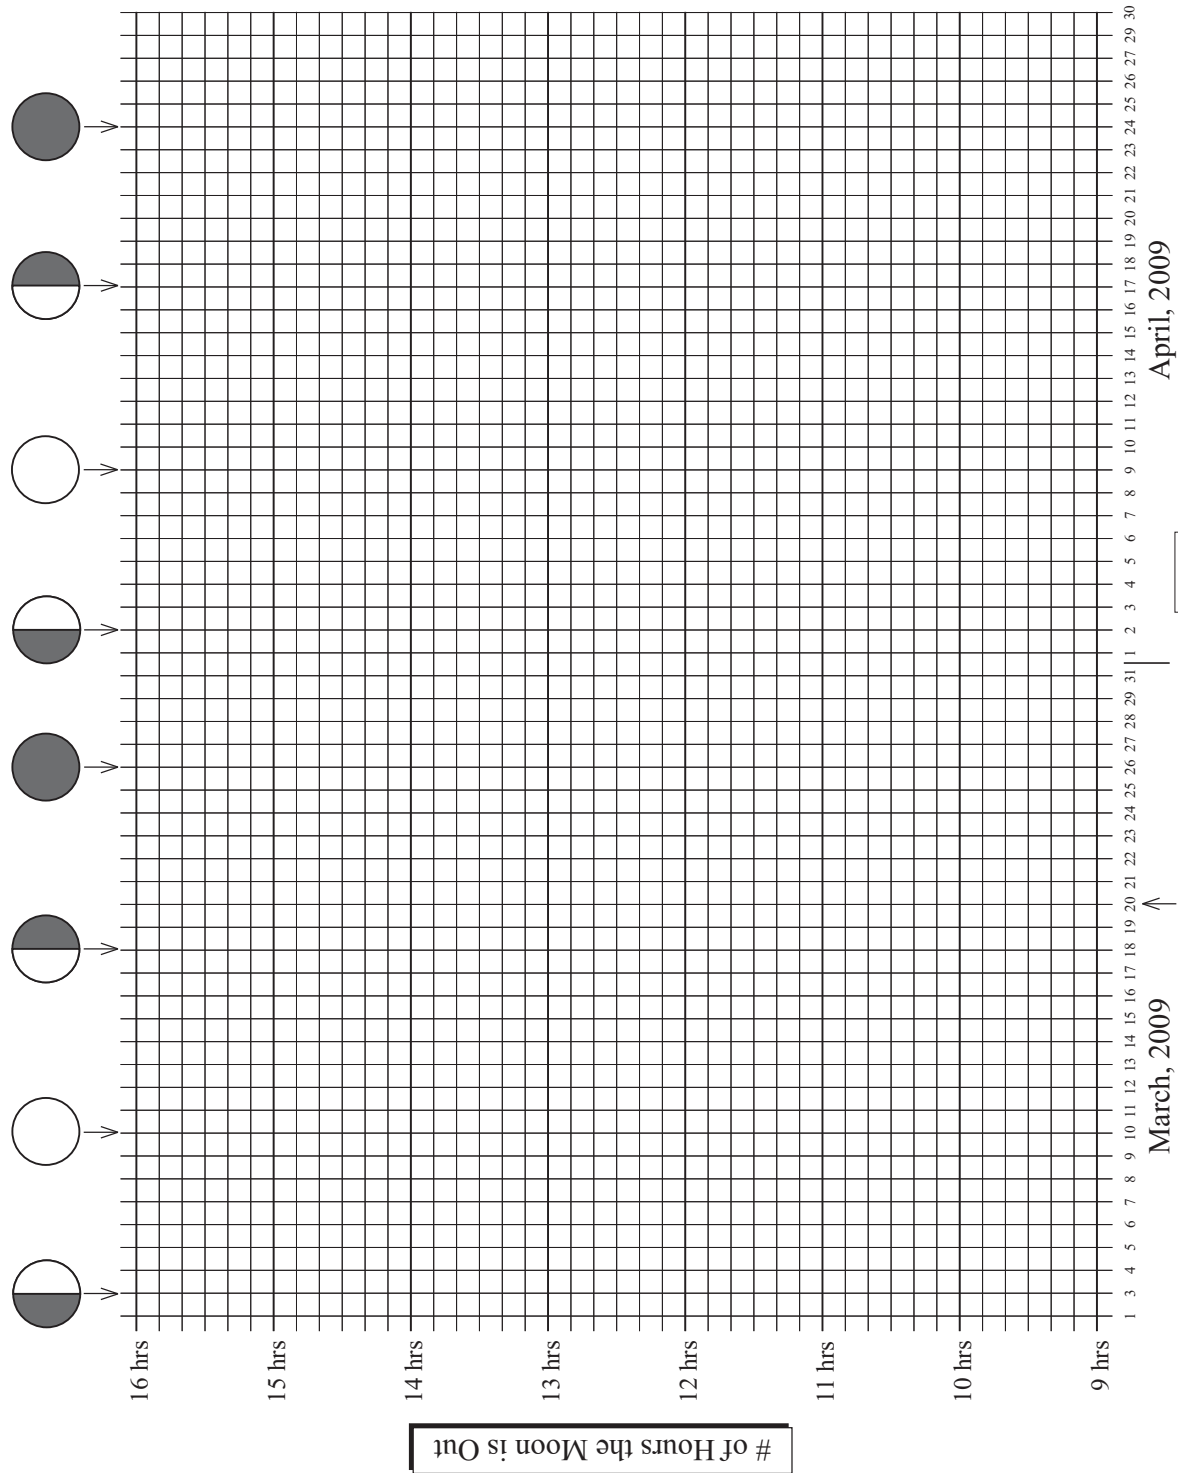 16 hrs
15 hrs
14 hrs
13 hrs
12 hrs
11 hrs
10 hrs
9 hrs
# of Hours the Moon is Out
1 3 4 5 6 7 8 9 10 11 12 13 14 15 16 17 18 19 20 21 22 23 24 25 26 27 28 29 31 1 2 3 4 5 6 7 8 9 10 11 12 13 14 15 16 17 18 19 20 21 22 23 24 25 26 27 29 30
March, 2009
April, 2009